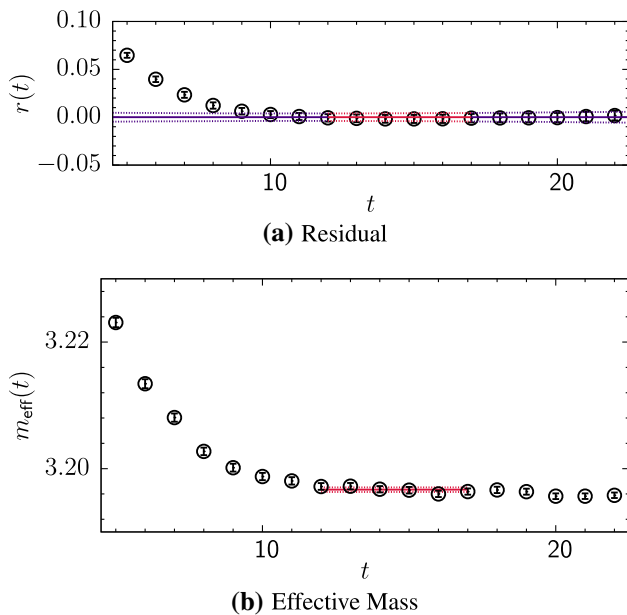 0.10
0.05
0.00
−0.05
r(t)
10
20
t
(a) Residual
3.22
3.20
m_eff(t)
10
20
t
(b) Effective Mass